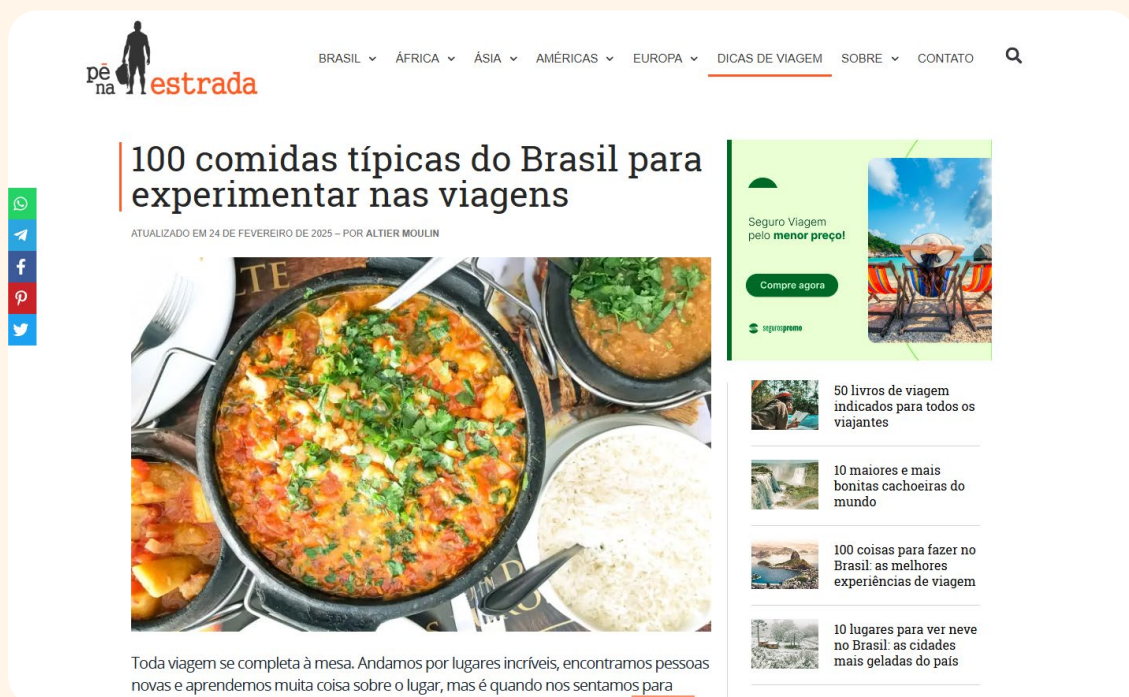 pé
na
estrada
BRASIL
ÁFRICA
ÁSIA
AMÉRICAS
EUROPA
DICAS DE VIAGEM
SOBRE
CONTATO
100 comidas típicas do Brasil para
experimentar nas viagens
ATUALIZADO EM 24 DE FEVEREIRO DE 2025 – POR ALTIER MOULIN
Toda viagem se completa à mesa. Andamos por lugares incríveis, encontramos pessoas
novas e aprendemos muita coisa sobre o lugar, mas é quando nos sentamos para
Seguro Viagem
pelo menor preço!
Compre agora
segurospromo
50 livros de viagem
indicados para todos os
viajantes
10 maiores e mais
bonitas cachoeiras do
mundo
100 coisas para fazer no
Brasil: as melhores
experiências de viagem
10 lugares para ver neve
no Brasil: as cidades
mais geladas do país